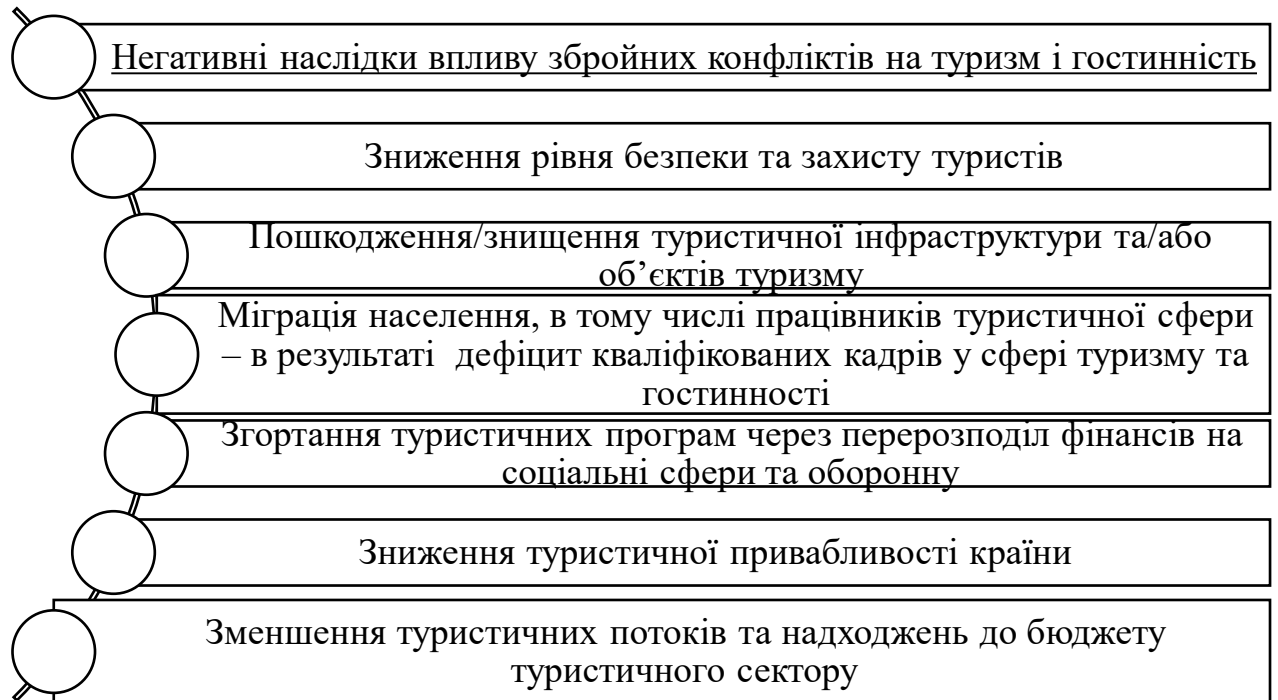 Негативні наслідки впливу збройних конфліктів на туризм і гостинність
Зниження рівня безпеки та захисту туристів
Пошкодження/знищення туристичної інфраструктури та/або
об’єктів туризму
Міграція населення, в тому числі працівників туристичної сфери
– в результаті дефіцит кваліфікованих кадрів у сфері туризму та
гостинності
Згортання туристичних програм через перерозподіл фінансів на
соціальні сфери та оборонну
Зниження туристичної привабливості країни
Зменшення туристичних потоків та надходжень до бюджету
туристичного сектору